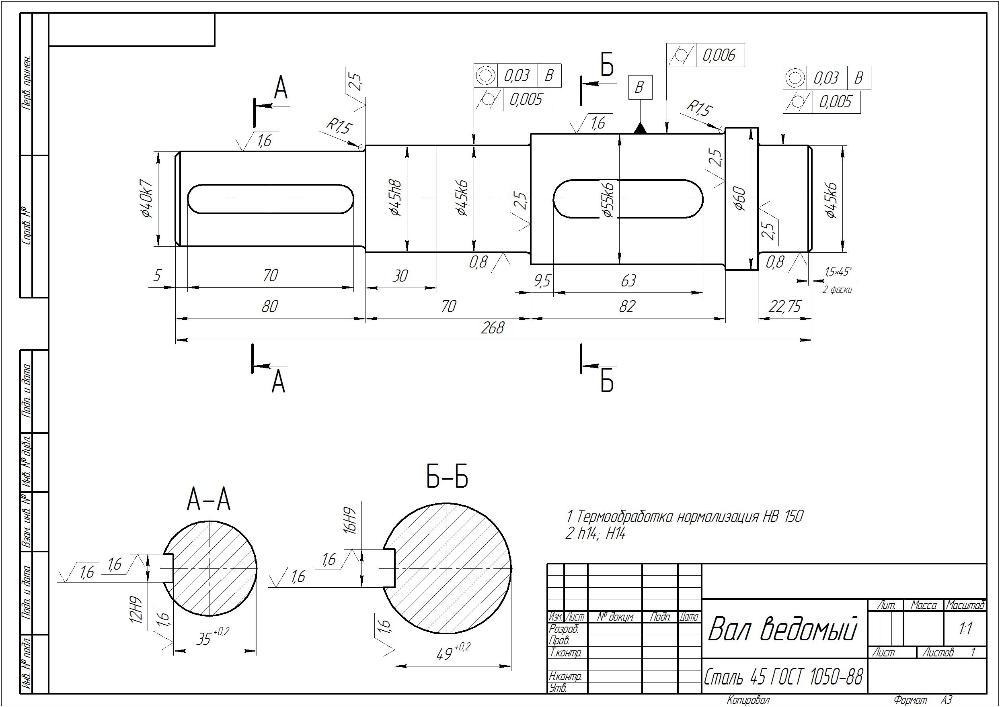 Перв. примен.
Справ. №
Подп. и дата
Инв. № дубл.
Взам. инв. №
Подп. и дата
Инв. № подл.
А
Б
2,5
0,03 В
0,005
В
0,006
0,03 В
0,005
R1,5
1,6
R1,5
1,6
ϕ40k7
ϕ45h8
ϕ45k6
2,5
ϕ55k6
2,5
ϕ60
2,5
ϕ45k6
0,8
0,8
5
70
30
9,5
63
1,5×45°
2 фаски
80
70
82
22,75
268
А
Б
А-А
Б-Б
1,6
1,6
12H9
1,6
35 +0,2
16H9
1,6
1,6
1,6
49 +0,2
1 Термообработка нормализация НВ 150
2 h14; H14
Изм. Лист № докум. Подп. Дата
Разраб.
Пров.
Т.контр.
Н.контр.
Утв.
Вал ведомый
Сталь 45 ГОСТ 1050-88
Лит. Масса Масштаб
1:1
Лист Листов 1
Копировал Формат А3